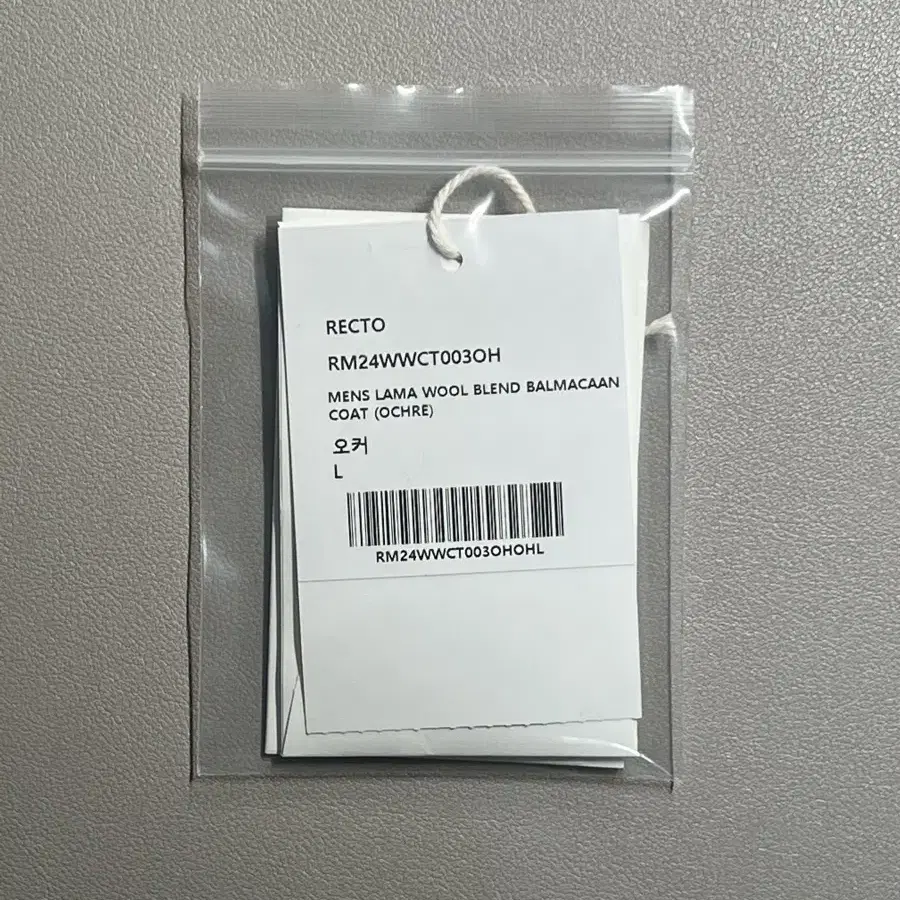 RECTO
RM24WWCT003OH
MENS LAMA WOOL BLEND BALMACAAN
COAT (OCHRE)
오커
L
RM24WWCT003OHOHL